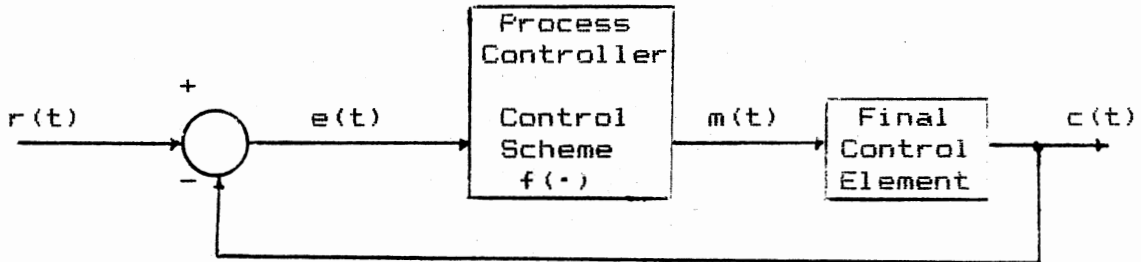 Process
Controller
+
r(t)
e(t)
Control
Scheme
f(·)
m(t)
Final
Control
Element
c(t)
−